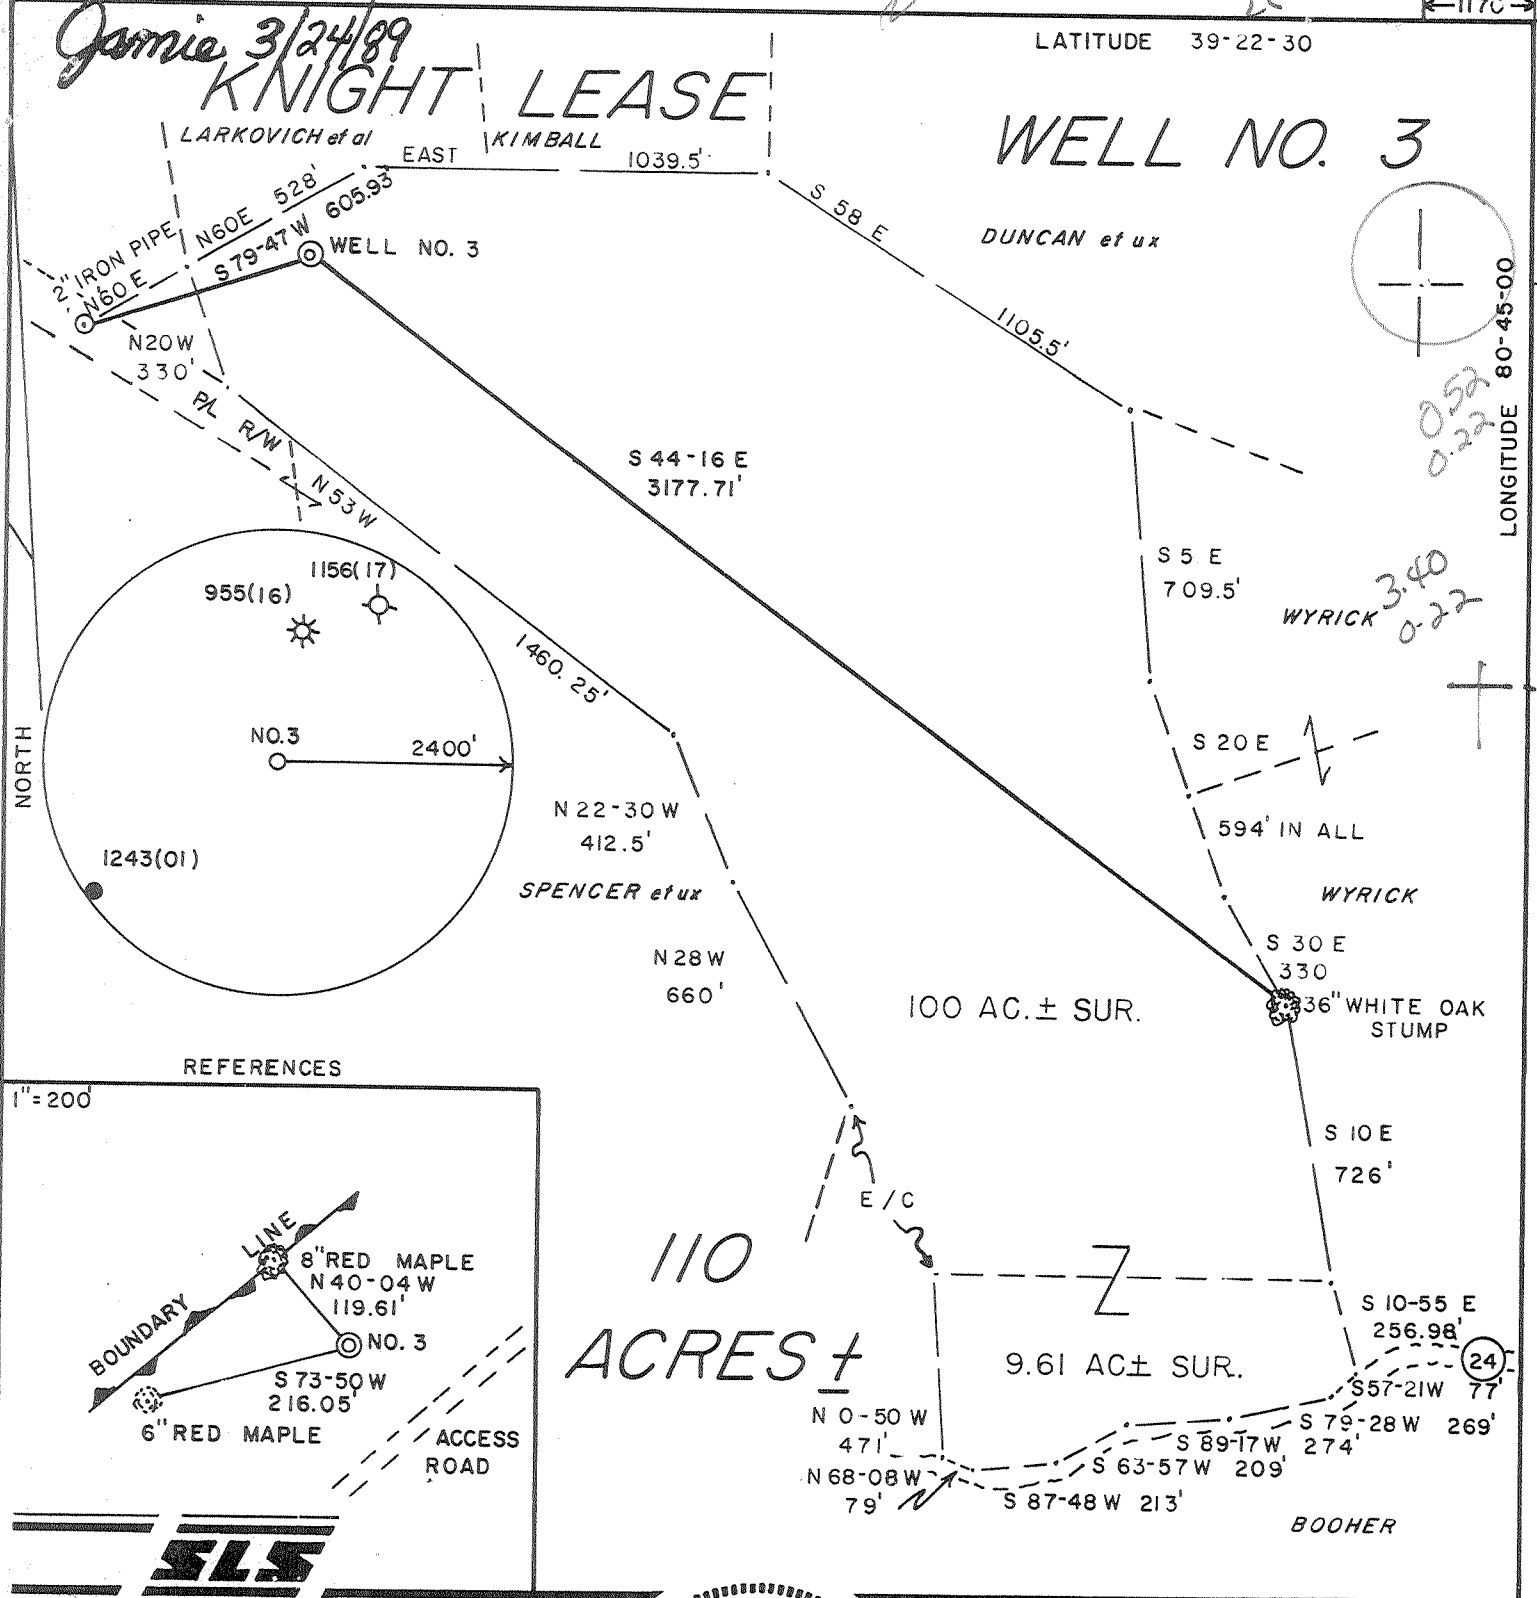 1170
Jamie 3/24/89
LATITUDE 39-22-30
KNIGHT LEASE
WELL NO. 3
LARKOVICH et al
KIMBALL
EAST 1039.5'
N60E 528'
S 79-47 W 605.93'
2" IRON PIPE
N60E
WELL NO. 3
S 58 E
1105.5'
DUNCAN et ux
LONGITUDE 80-45-00
N20W
330'
P/L R/W
N53W
1460.25'
S 44-16 E
3177.71'
0.52
0.22
S 5 E
709.5'
WYRICK
3.40
0.22
1156(17)
955(16)
NO.3
2400'
1243(01)
NORTH
S 20 E
594' IN ALL
WYRICK
N 22-30 W
412.5'
SPENCER et ux
N 28 W
660'
S 30 E
330
36" WHITE OAK
STUMP
100 AC.± SUR.
REFERENCES
1"=200'
S 10 E
726'
E/C
110
ACRES ±
BOUNDARY LINE
8" RED MAPLE
N 40-04 W
119.61'
NO. 3
S 73-50 W
216.05'
6" RED MAPLE
ACCESS
ROAD
S 10-55 E
256.98'
24
9.61 AC± SUR.
S57-21W 77'
S 79-28 W 269'
S 89-17 W 274'
S 63-57W 209'
S 87-48 W 213'
N 0-50 W
471'
N 68-08 W
79'
BOOHER
SLS